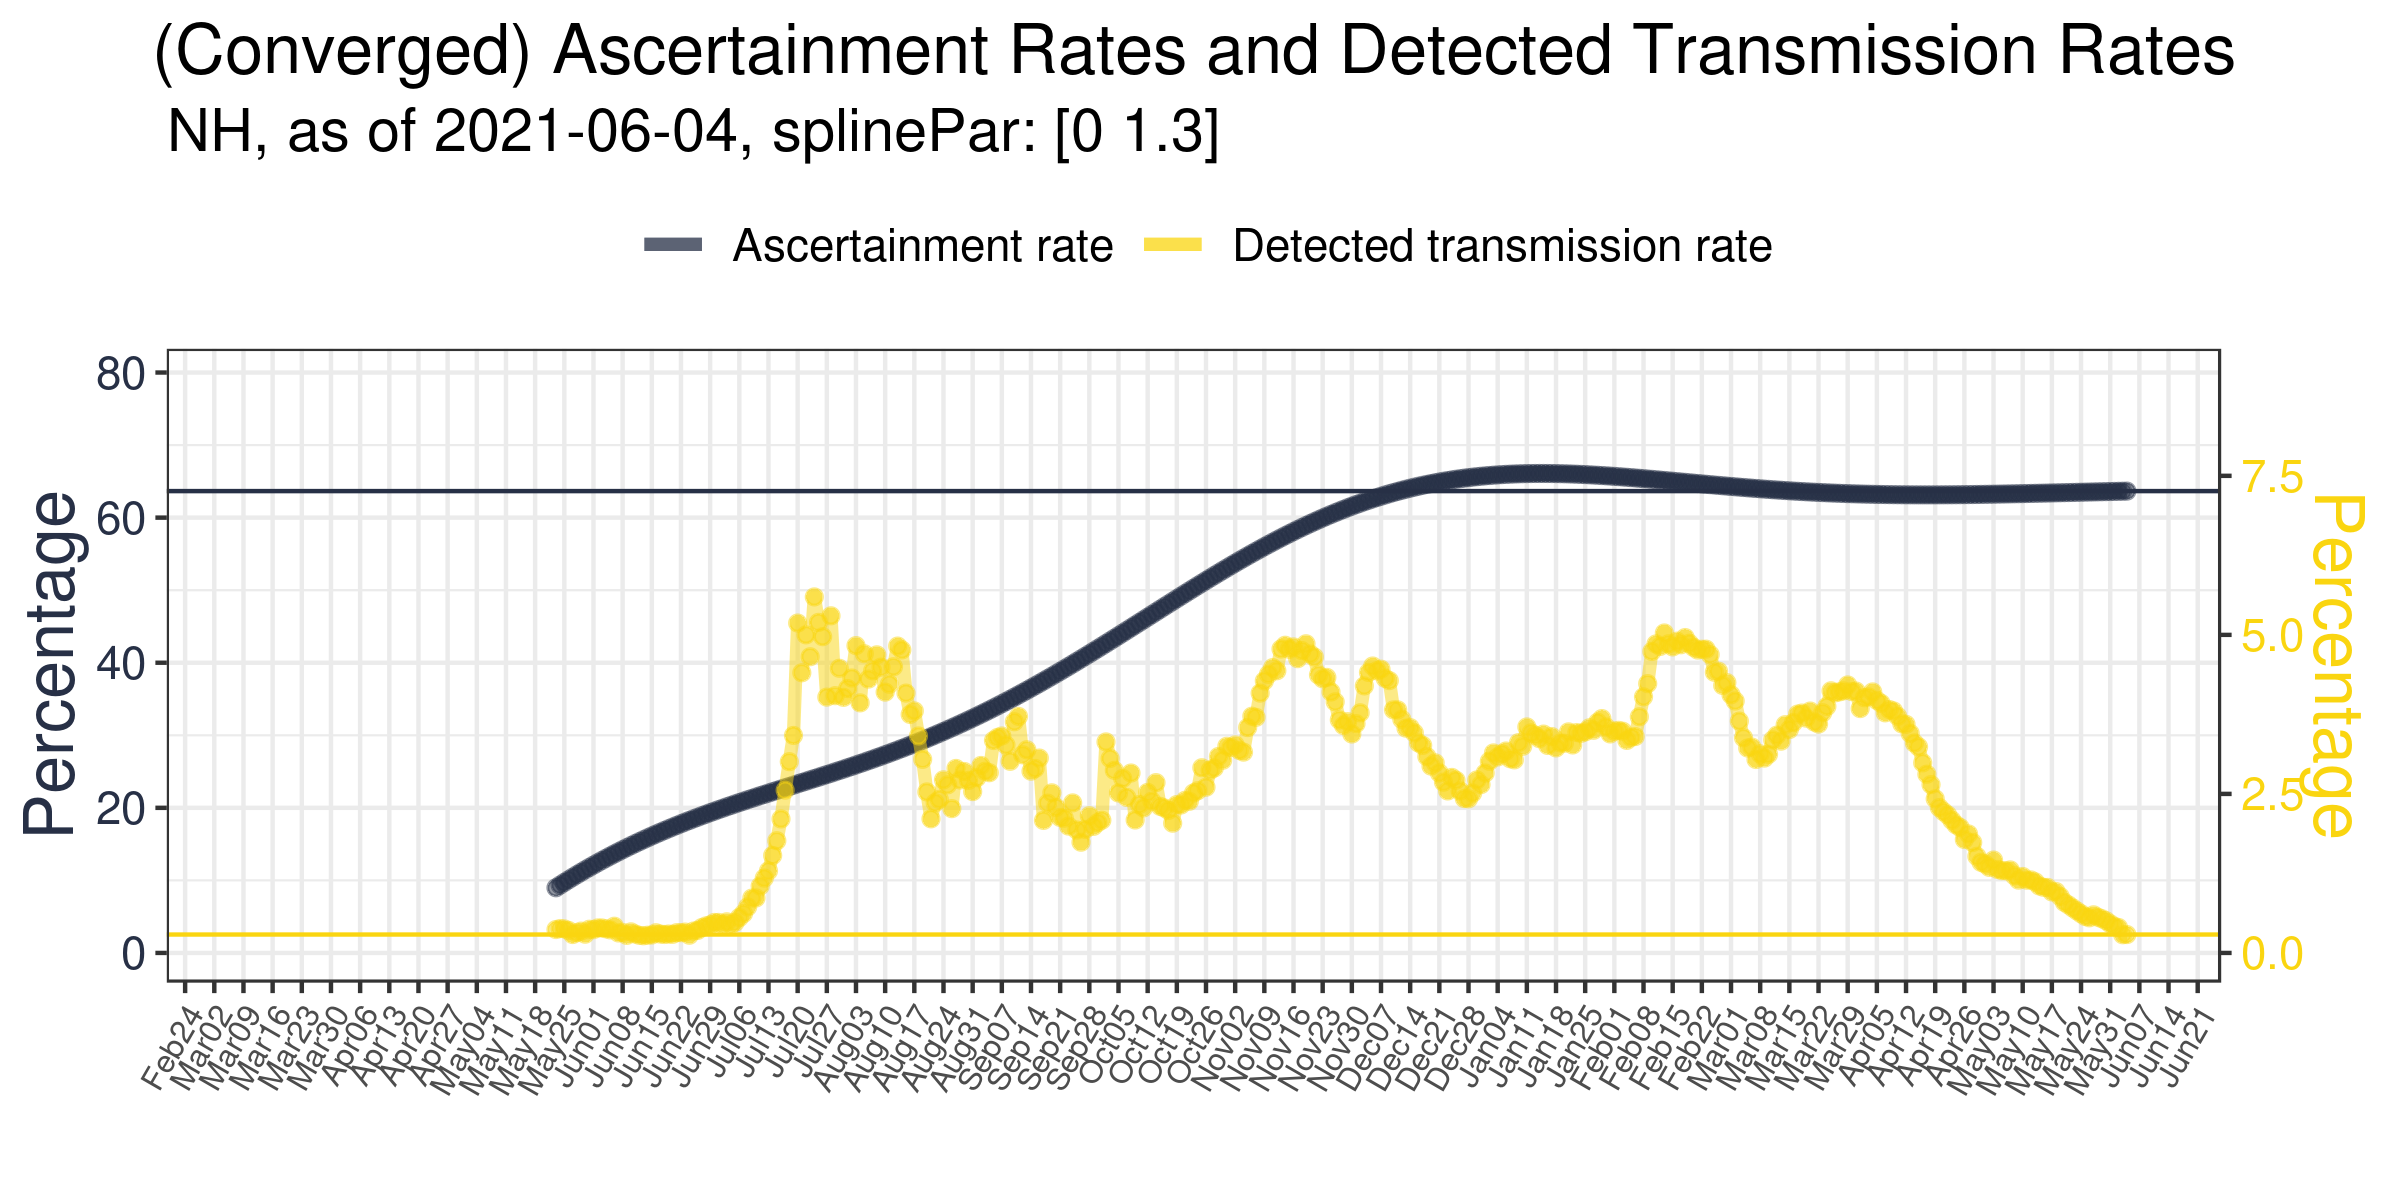 (Converged) Ascertainment Rates and Detected Transmission Rates
NH, as of 2021-06-04, splinePar: [0 1.3]
Ascertainment rate
Detected transmission rate
Percentage
80
60
40
20
0
7.5
5.0
2.5
0.0
Percentage
Feb24
Mar02
Mar09
Mar16
Mar23
Mar30
Apr06
Apr13
Apr20
Apr27
May04
May11
May18
May25
Jun01
Jun08
Jun15
Jun22
Jun29
Jul06
Jul13
Jul20
Jul27
Aug03
Aug10
Aug17
Aug24
Aug31
Sep07
Sep14
Sep21
Sep28
Oct05
Oct12
Oct19
Oct26
Nov02
Nov09
Nov16
Nov23
Nov30
Dec07
Dec14
Dec21
Dec28
Jan04
Jan11
Jan18
Jan25
Feb01
Feb08
Feb15
Feb22
Mar01
Mar08
Mar15
Mar22
Mar29
Apr05
Apr12
Apr19
Apr26
May03
May10
May17
May24
May31
Jun07
Jun14
Jun21